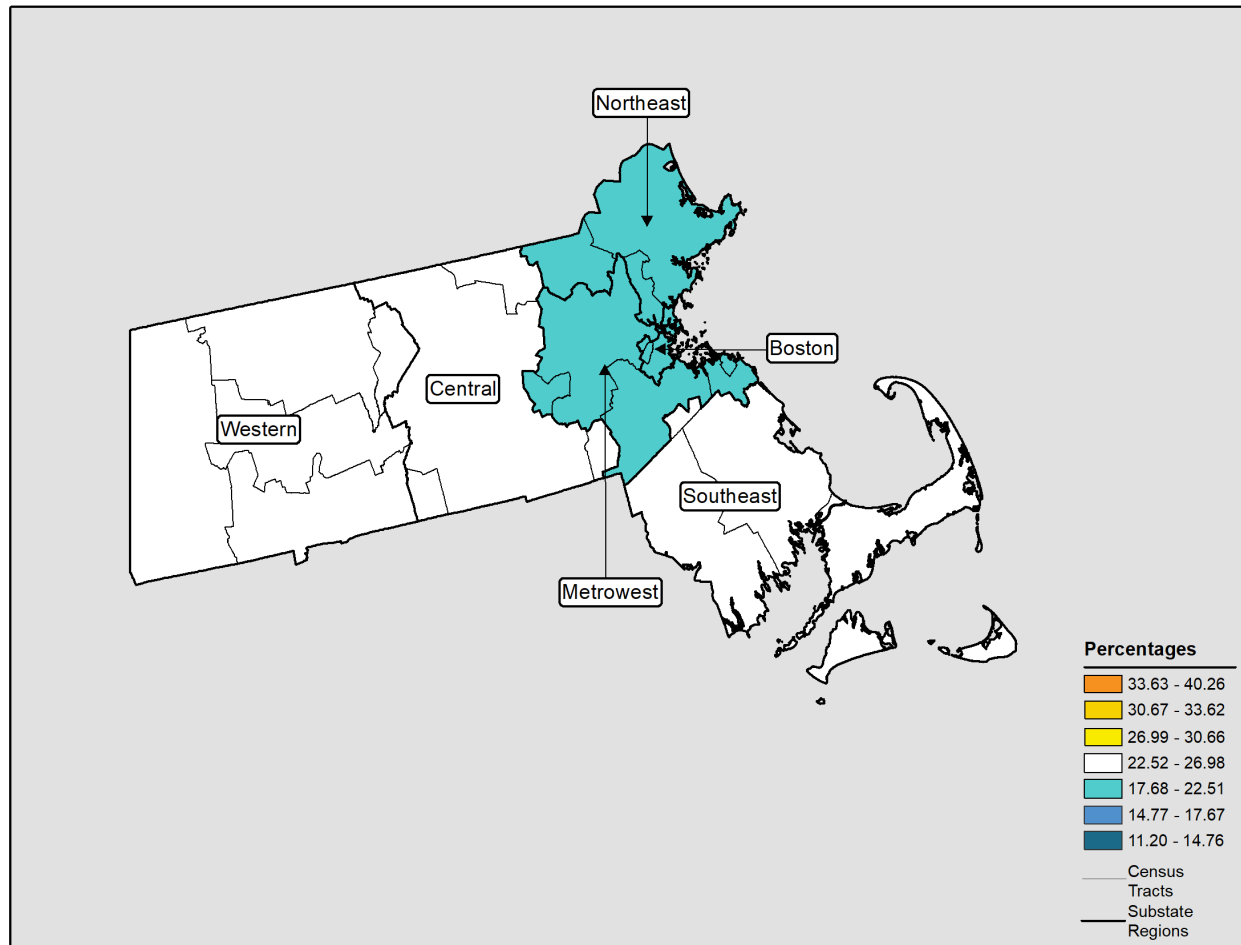 Northeast
Boston
Central
Western
Southeast
Metrowest
Percentages
33.63 - 40.26
30.67 - 33.62
26.99 - 30.66
22.52 - 26.98
17.68 - 22.51
14.77 - 17.67
11.20 - 14.76
Census
Tracts
Substate
Regions